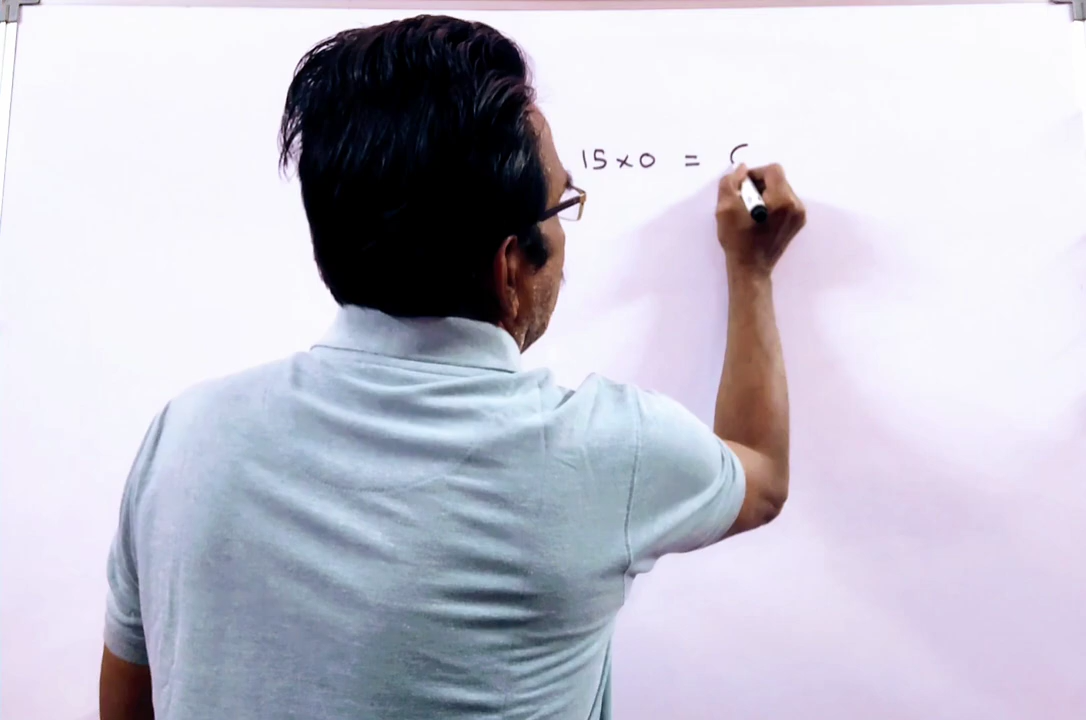 15 × 0 =